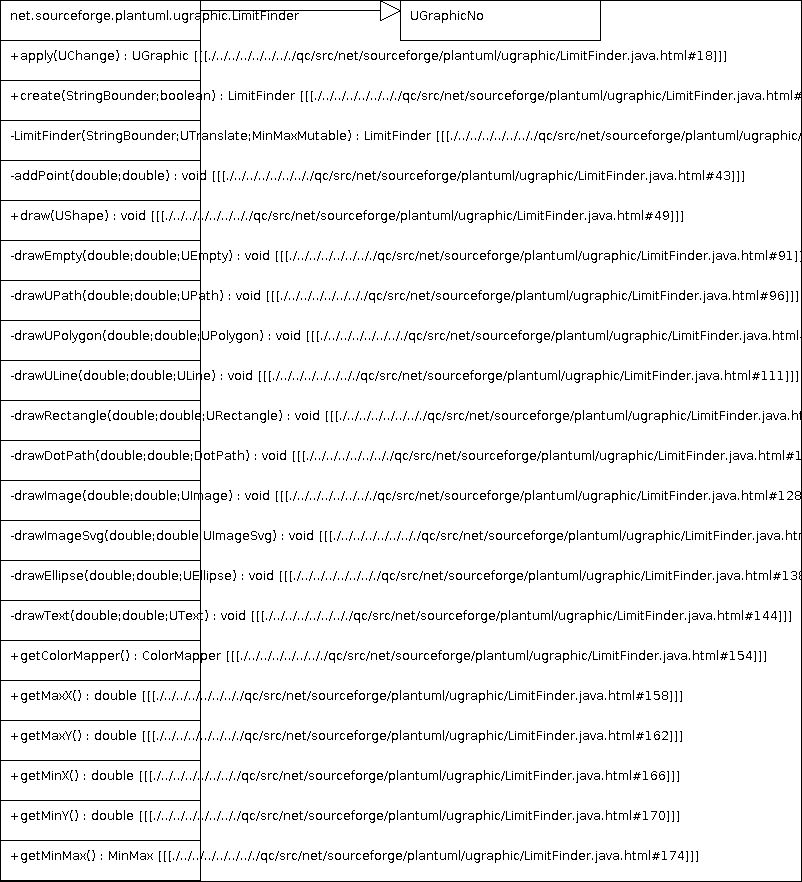 net.sourceforge.plantuml.ugraphic.LimitFinder
UGraphicNo
+apply(UChange) : UGraphic [[[./../../../../../../../qc/src/net/sourceforge/plantuml/ugraphic/LimitFinder.java.html#18]]]
+create(StringBounder;boolean) : LimitFinder [[[./../../../../../../../qc/src/net/sourceforge/plantuml/ugraphic/LimitFinder.java.html#
-LimitFinder(StringBounder;UTranslate;MinMaxMutable) : LimitFinder [[[./../../../../../../../qc/src/net/sourceforge/plantuml/ugraphic/
-addPoint(double;double) : void [[[./../../../../../../../qc/src/net/sourceforge/plantuml/ugraphic/LimitFinder.java.html#43]]]
+draw(UShape) : void [[[./../../../../../../../qc/src/net/sourceforge/plantuml/ugraphic/LimitFinder.java.html#49]]]
-drawEmpty(double;double;UEmpty) : void [[[./../../../../../../../qc/src/net/sourceforge/plantuml/ugraphic/LimitFinder.java.html#91]]
-drawUPath(double;double;UPath) : void [[[./../../../../../../../qc/src/net/sourceforge/plantuml/ugraphic/LimitFinder.java.html#96]]]
-drawUPolygon(double;double;UPolygon) : void [[[./../../../../../../../qc/src/net/sourceforge/plantuml/ugraphic/LimitFinder.java.html
-drawULine(double;double;ULine) : void [[[./../../../../../../../qc/src/net/sourceforge/plantuml/ugraphic/LimitFinder.java.html#111]]]
-drawRectangle(double;double;URectangle) : void [[[./../../../../../../../qc/src/net/sourceforge/plantuml/ugraphic/LimitFinder.java.ht
-drawDotPath(double;double;DotPath) : void [[[./../../../../../../../qc/src/net/sourceforge/plantuml/ugraphic/LimitFinder.java.html#1
-drawImage(double;double;UImage) : void [[[./../../../../../../../qc/src/net/sourceforge/plantuml/ugraphic/LimitFinder.java.html#128
-drawImageSvg(double;double;UImageSvg) : void [[[./../../../../../../../qc/src/net/sourceforge/plantuml/ugraphic/LimitFinder.java.htm
-drawEllipse(double;double;UEllipse) : void [[[./../../../../../../../qc/src/net/sourceforge/plantuml/ugraphic/LimitFinder.java.html#138
-drawText(double;double;UText) : void [[[./../../../../../../../qc/src/net/sourceforge/plantuml/ugraphic/LimitFinder.java.html#144]]]
+getColorMapper() : ColorMapper [[[./../../../../../../../qc/src/net/sourceforge/plantuml/ugraphic/LimitFinder.java.html#154]]]
+getMaxX() : double [[[./../../../../../../../qc/src/net/sourceforge/plantuml/ugraphic/LimitFinder.java.html#158]]]
+getMaxY() : double [[[./../../../../../../../qc/src/net/sourceforge/plantuml/ugraphic/LimitFinder.java.html#162]]]
+getMinX() : double [[[./../../../../../../../qc/src/net/sourceforge/plantuml/ugraphic/LimitFinder.java.html#166]]]
+getMinY() : double [[[./../../../../../../../qc/src/net/sourceforge/plantuml/ugraphic/LimitFinder.java.html#170]]]
+getMinMax() : MinMax [[[./../../../../../../../qc/src/net/sourceforge/plantuml/ugraphic/LimitFinder.java.html#174]]]